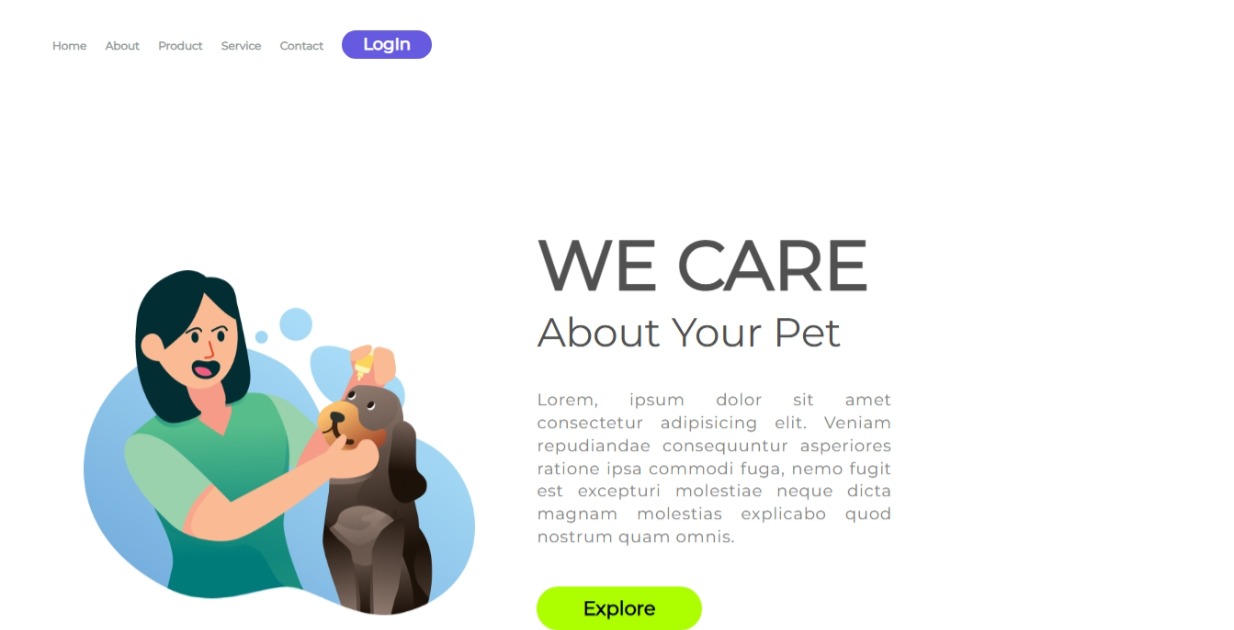 Home About Product Service Contact LogIn
WE CARE
About Your Pet
Lorem, ipsum dolor sit amet
consectetur adipisicing elit. Veniam
repudiandae consequuntur asperiores
ratione ipsa commodi fuga, nemo fugit
est excepturi molestiae neque dicta
magnam molestias explicabo quod
nostrum quam omnis.
Explore